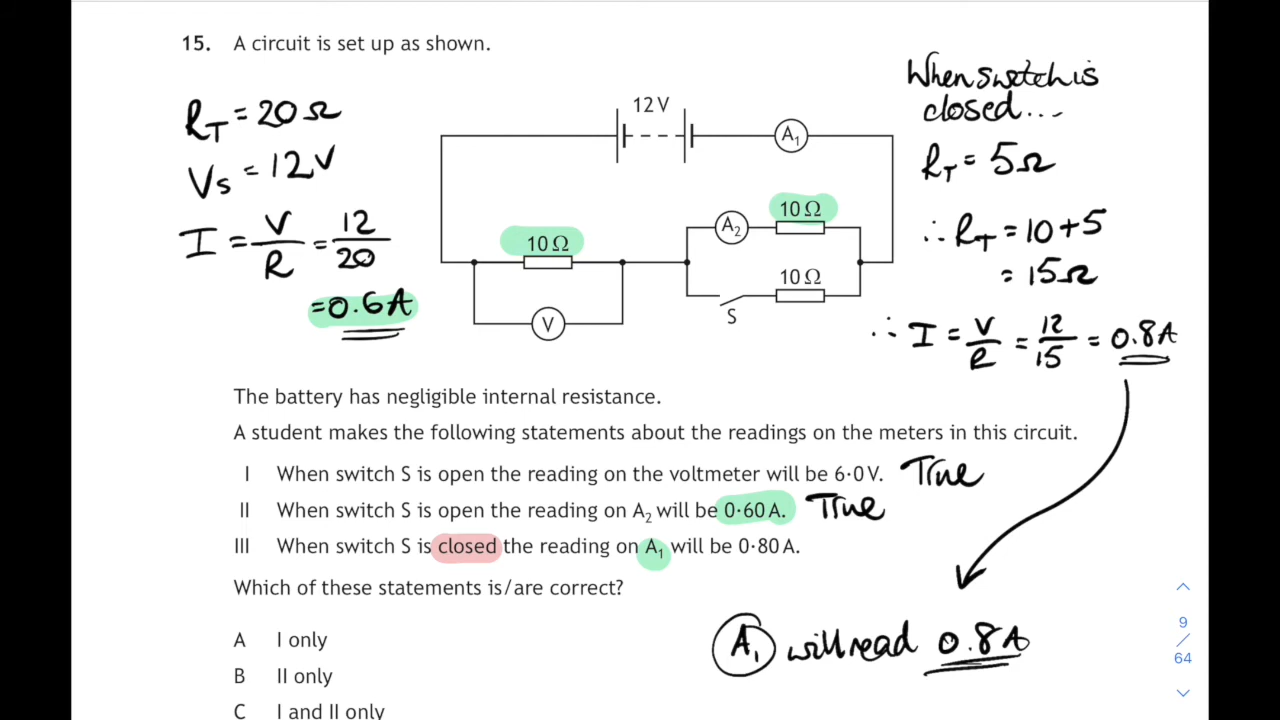 15. A circuit is set up as shown.
When switch is
closed...
R_T = 20 Ω
V_S = 12 V
I = V/R = 12/20
= 0.6 A
12 V
A₁
R_T = 5 Ω
∴ R_T = 10 + 5
= 15 Ω
∴ I = V/R = 12/15 = 0.8 A
10 Ω
A₂
10 Ω
10 Ω
S
V
The battery has negligible internal resistance.
A student makes the following statements about the readings on the meters in this circuit.
I When switch S is open the reading on the voltmeter will be 6·0 V. True
II When switch S is open the reading on A₂ will be 0·60 A. True
III When switch S is closed the reading on A₁ will be 0·80 A.
Which of these statements is/are correct?
A I only
B II only
C I and II only
A₁ will read 0.8 A
9
/
64